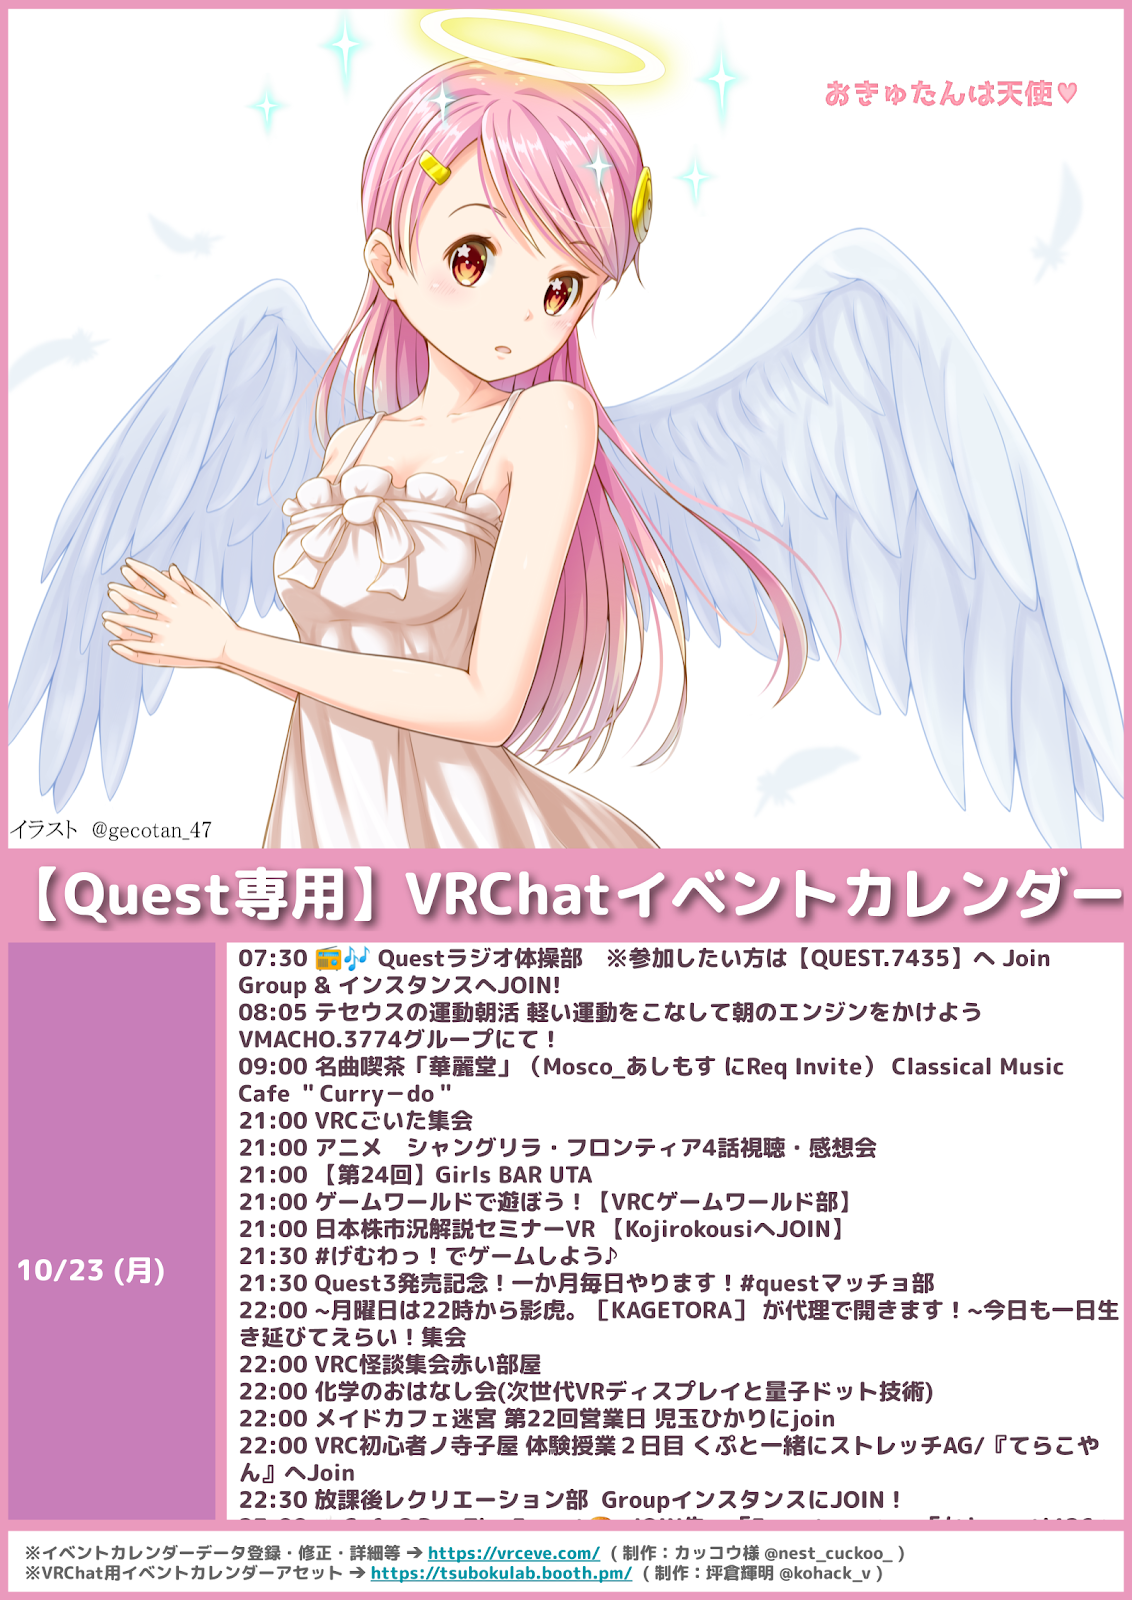 おきゅたんは天使♥
イラスト @gecotan_47
【Quest専用】VRChatイベントカレンダー
10/23 (月)
07:30 📻🎶 Questラジオ体操部　※参加したい方は【QUEST.7435】へ Join
Group & インスタンスへJOIN!
08:05 テセウスの運動朝活 軽い運動をこなして朝のエンジンをかけよう
VMACHO.3774グループにて！
09:00 名曲喫茶「華麗堂」（Mosco_あしもす にReq Invite） Classical Music
Cafe ＂Curry－do＂
21:00 VRCごいた集会
21:00 アニメ　シャングリラ・フロンティア4話視聴・感想会
21:00 【第24回】Girls BAR UTA
21:00 ゲームワールドで遊ぼう！【VRCゲームワールド部】
21:00 日本株市況解説セミナーVR 【KojirokousiへJOIN】
21:30 #げむわっ！でゲームしよう♪
21:30 Quest3発売記念！一か月毎日やります！#questマッチョ部
22:00 ~月曜日は22時から影虎。［KAGETORA］ が代理で開きます！~今日も一日生
き延びてえらい！集会
22:00 VRC怪談集会赤い部屋
22:00 化学のおはなし会(次世代VRディスプレイと量子ドット技術)
22:00 メイドカフェ迷宮 第22回営業日 児玉ひかりにjoin
22:00 VRC初心者ノ寺子屋 体験授業２日目 くぷと一緒にストレッチAG/『てらこや
ん』へJoin
22:30 放課後レクリエーション部 GroupインスタンスにJOIN！
※イベントカレンダーデータ登録・修正・詳細等 ➔ https://vrceve.com/ （制作：カッコウ様 @nest_cuckoo_ ）
※VRChat用イベントカレンダーアセット ➔ https://tsubokulab.booth.pm/ （制作：坪倉輝明 @kohack_v ）